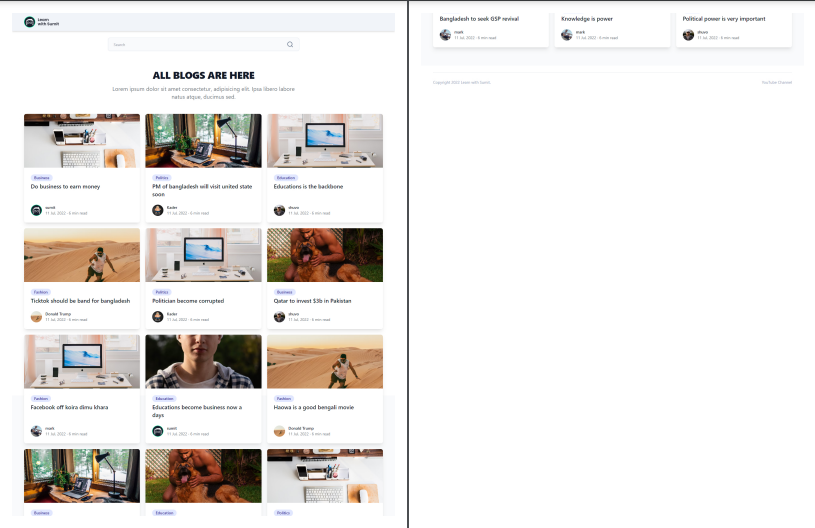 Learn
with Sumit
Search
ALL BLOGS ARE HERE
Lorem ipsum dolor sit amet consectetur, adipisicing elit. Ipsa libero labore
natus atque, ducimus sed.
Business
Do business to earn money
sumit
11 Jul, 2022 · 6 min read
Politics
PM of bangladesh will visit united state
soon
Kader
11 Jul, 2022 · 6 min read
Education
Educations is the backbone
shuvo
11 Jul, 2022 · 6 min read
Fashion
Ticktok should be band for bangladesh
Donald Trump
11 Jul, 2022 · 6 min read
Politics
Politician become corrupted
Kader
11 Jul, 2022 · 6 min read
Business
Qatar to invest $3b in Pakistan
shuvo
11 Jul, 2022 · 6 min read
Fashion
Facebook off koira dimu khara
mark
11 Jul, 2022 · 6 min read
Education
Educations become business now a
days
sumit
11 Jul, 2022 · 6 min read
Fashion
Haowa is a good bengali movie
Donald Trump
11 Jul, 2022 · 6 min read
Business
Education
Politics
Bangladesh to seek GSP revival
mark
11 Jul, 2022 · 6 min read
Knowledge is power
mark
11 Jul, 2022 · 6 min read
Political power is very important
shuvo
11 Jul, 2022 · 6 min read
Copyright 2022 Learn with Sumit
YouTube Channel